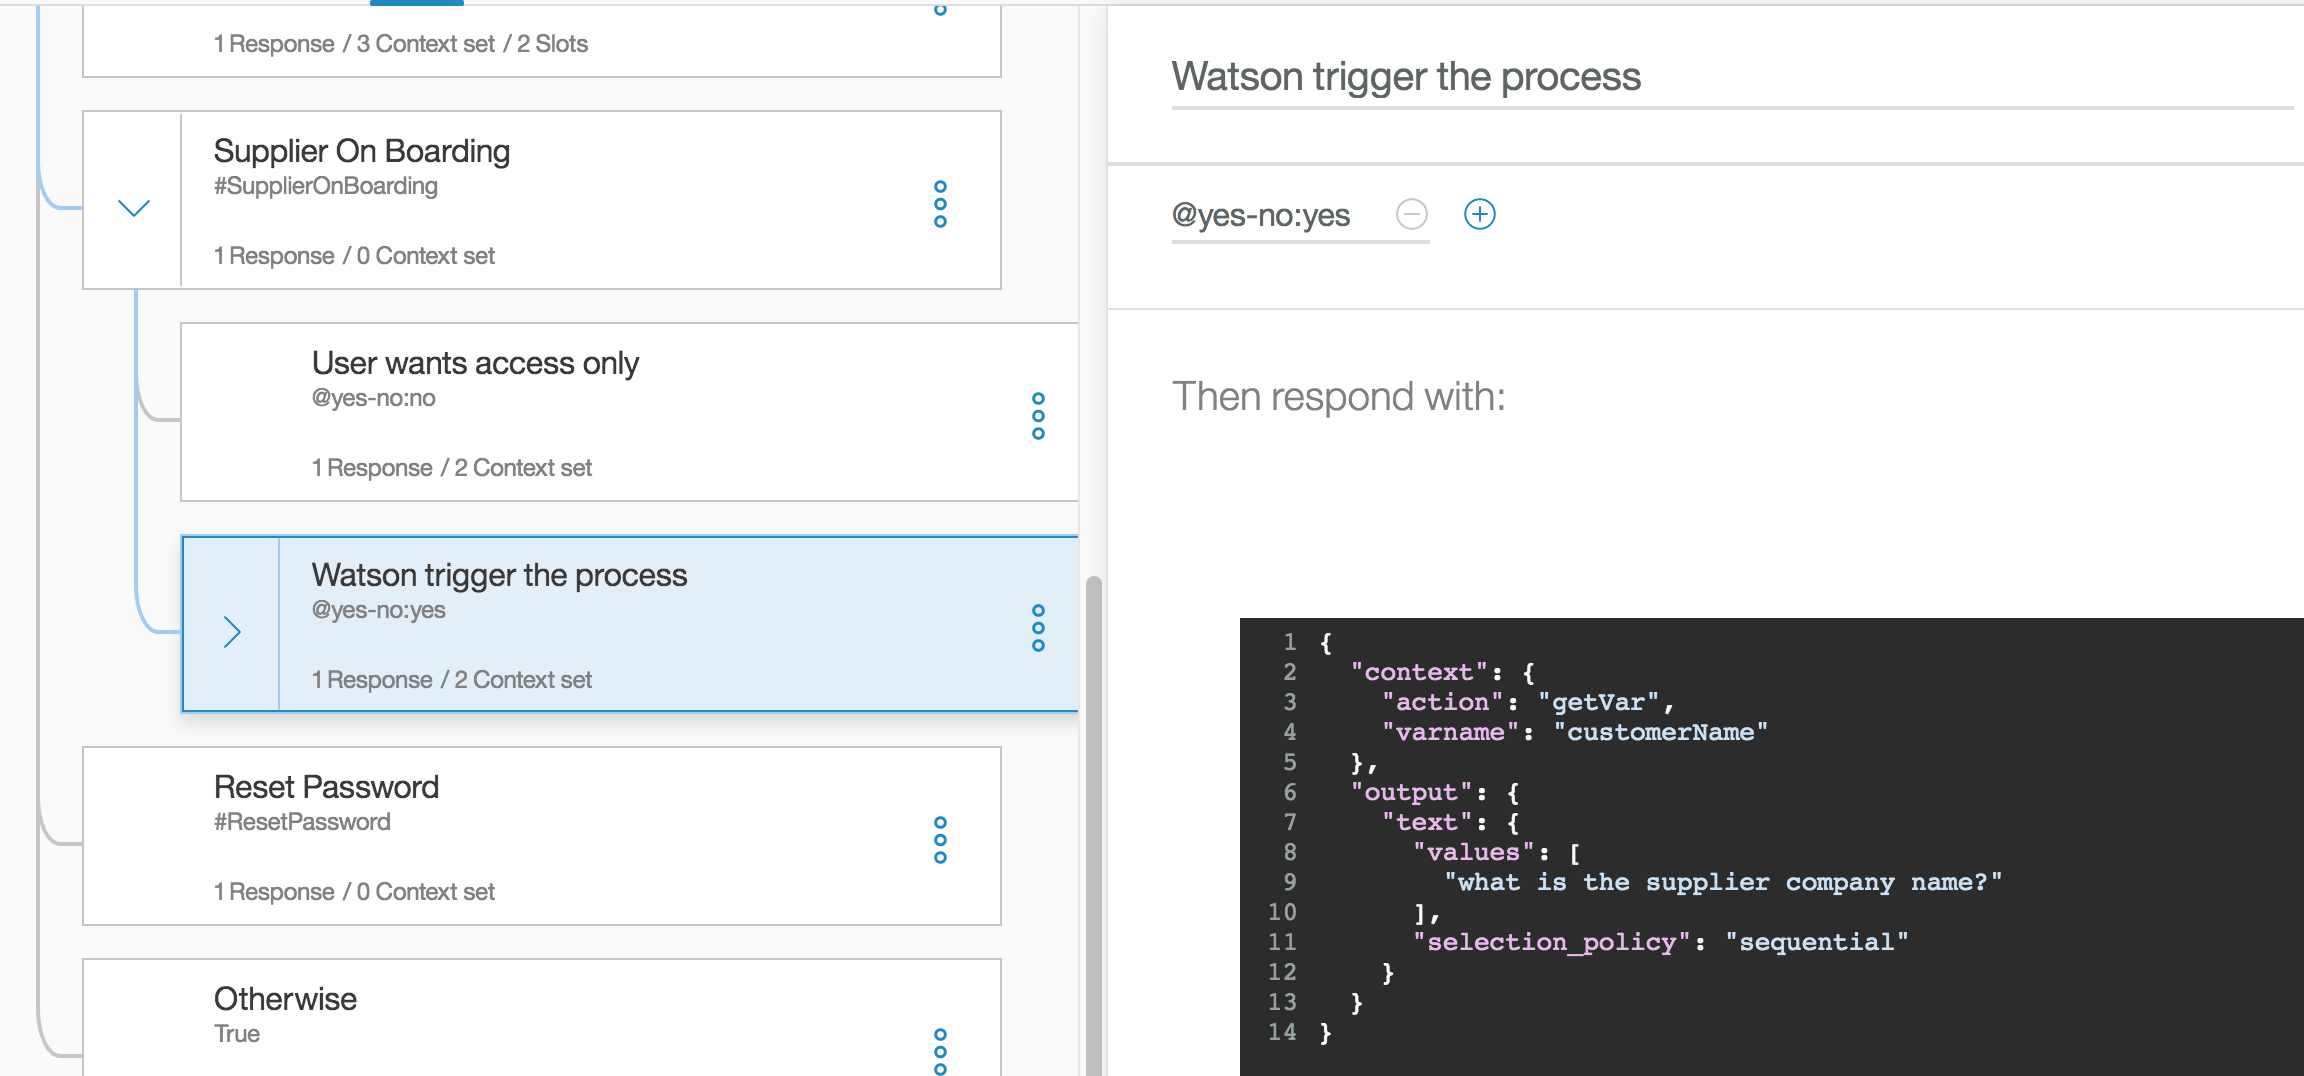 1 Response / 3 Context set / 2 Slots
Supplier On Boarding
#SupplierOnBoarding
1 Response / 0 Context set
User wants access only
@yes-no:no
1 Response / 2 Context set
Watson trigger the process
@yes-no:yes
1 Response / 2 Context set
Reset Password
#ResetPassword
1 Response / 0 Context set
Otherwise
True
Watson trigger the process
@yes-no:yes
Then respond with:
1 {
2 "context": {
3 "action": "getVar",
4 "varname": "customerName"
5 },
6 "output": {
7 "text": {
8 "values": [
9 "what is the supplier company name?"
10 ],
11 "selection_policy": "sequential"
12 }
13 }
14 }